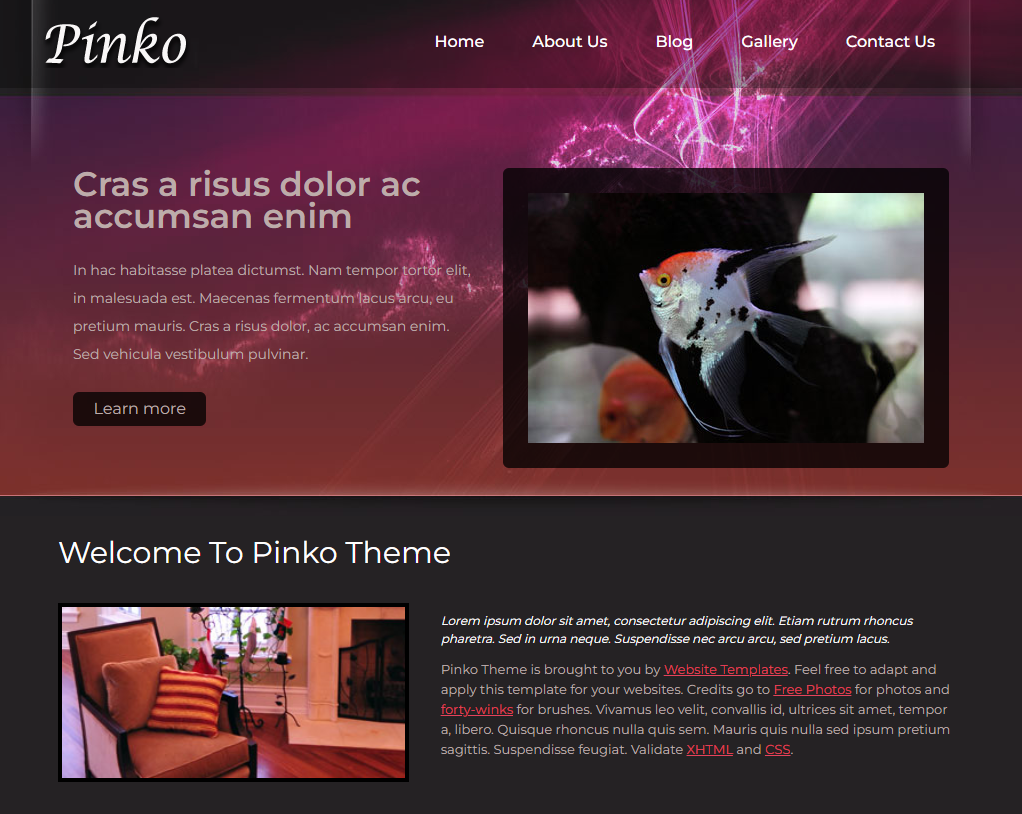 Pinko
Home
About Us
Blog
Gallery
Contact Us
Cras a risus dolor ac
accumsan enim
In hac habitasse platea dictumst. Nam tempor tortor elit,
in malesuada est. Maecenas fermentum lacus arcu, eu
pretium mauris. Cras a risus dolor, ac accumsan enim.
Sed vehicula vestibulum pulvinar.
Learn more
Welcome To Pinko Theme
Lorem ipsum dolor sit amet, consectetur adipiscing elit. Etiam rutrum rhoncus
pharetra. Sed in urna neque. Suspendisse nec arcu arcu, sed pretium lacus.
Pinko Theme is brought to you by Website Templates. Feel free to adapt and
apply this template for your websites. Credits go to Free Photos for photos and
forty-winks for brushes. Vivamus leo velit, convallis id, ultrices sit amet, tempor
a, libero. Quisque rhoncus nulla quis sem. Mauris quis nulla sed ipsum pretium
sagittis. Suspendisse feugiat. Validate XHTML and CSS.